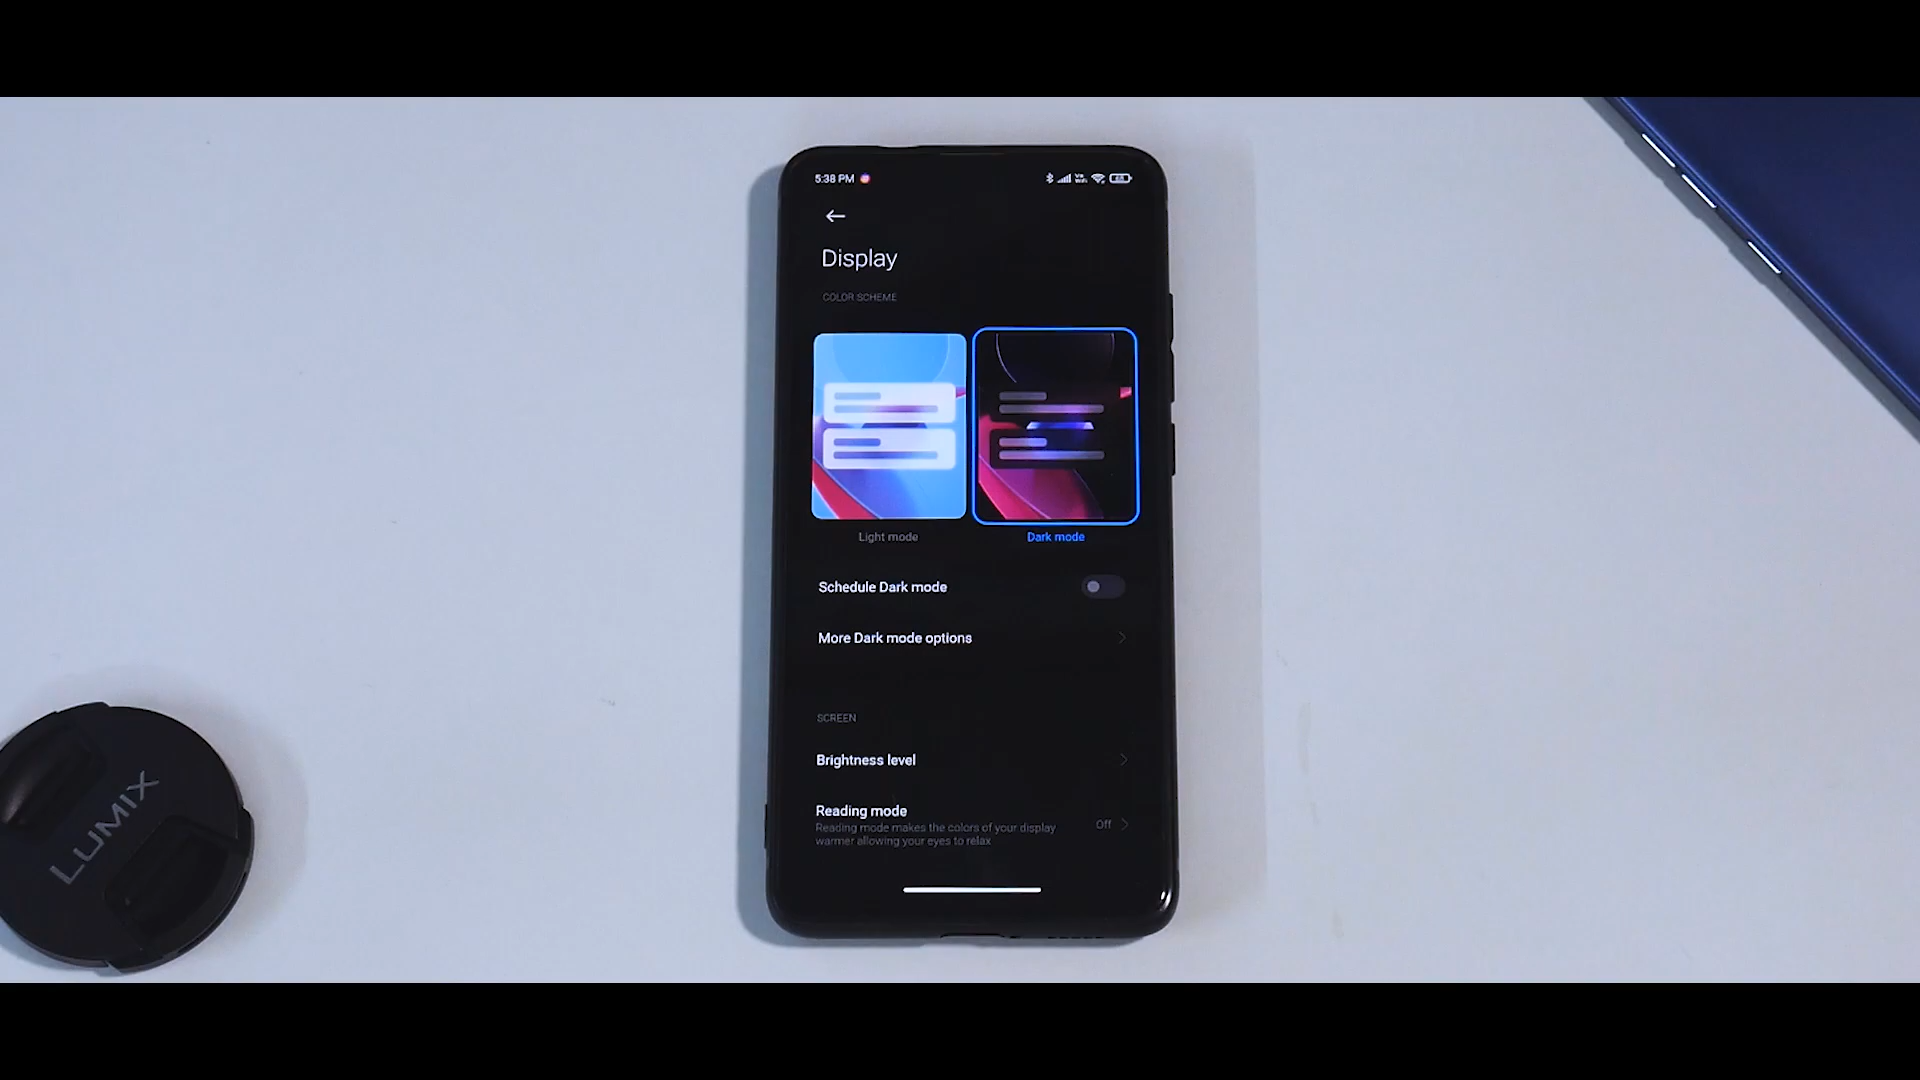 5:38 PM
Display
COLOR SCHEME
Light mode
Dark mode
Schedule Dark mode
More Dark mode options
SCREEN
Brightness level
Reading mode
Reading mode makes the colors of your display
warmer allowing your eyes to relax
Off
LUMIX